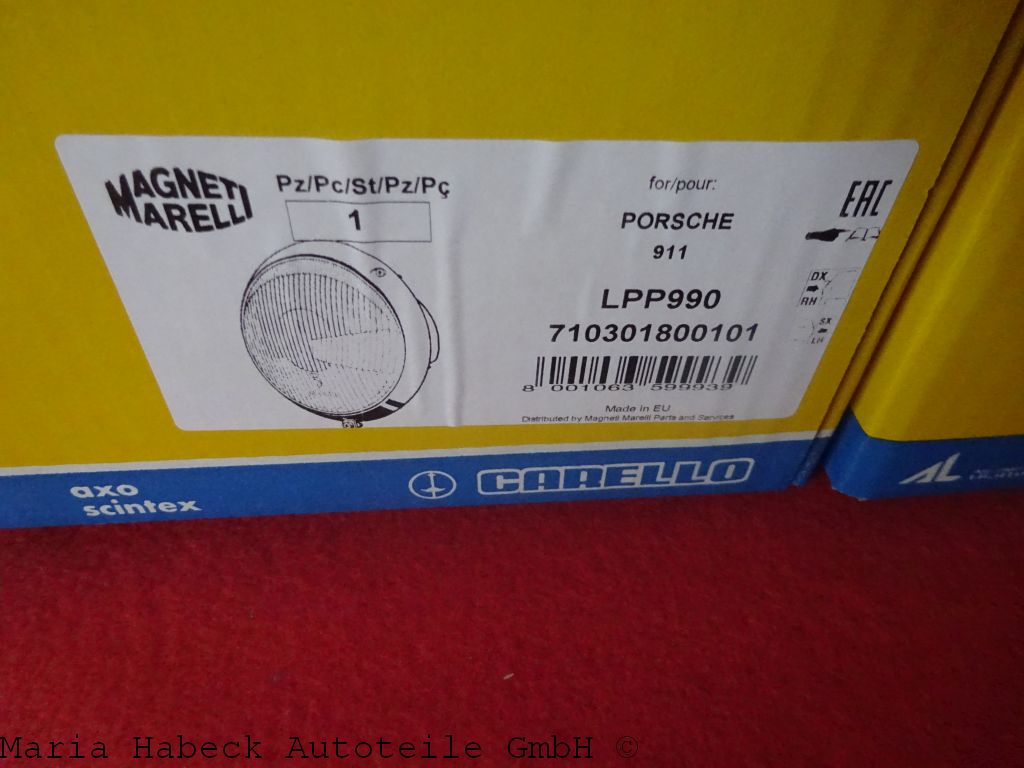 MAGNETI
MARELLI
Pz/Pc/St/Pz/Pç
1
for/pour:
PORSCHE
911
LPP990
710301800101
8 001063 599939
Made in EU
Distributed by Magneti Marelli Parts and Services
EAC
DX
RH
SX
LH
axo
scintex
CARELLO
AL
Maria Habeck Autoteile GmbH ©